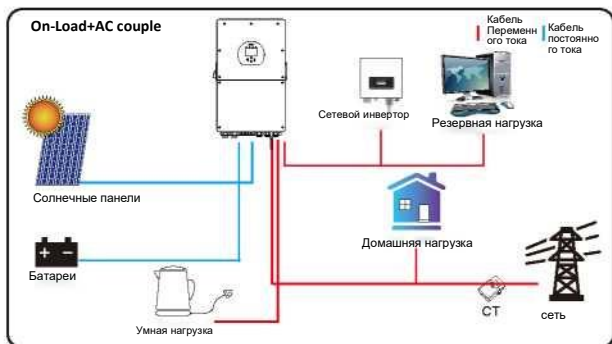 On-Load+AC couple
Кабель
Переменн
ого тока
Кабель
постоянно
го тока
Сетевой инвертор
Резервная нагрузка
Солнечные панели
Домашняя нагрузка
Батареи
CT
сеть
Умная нагрузка